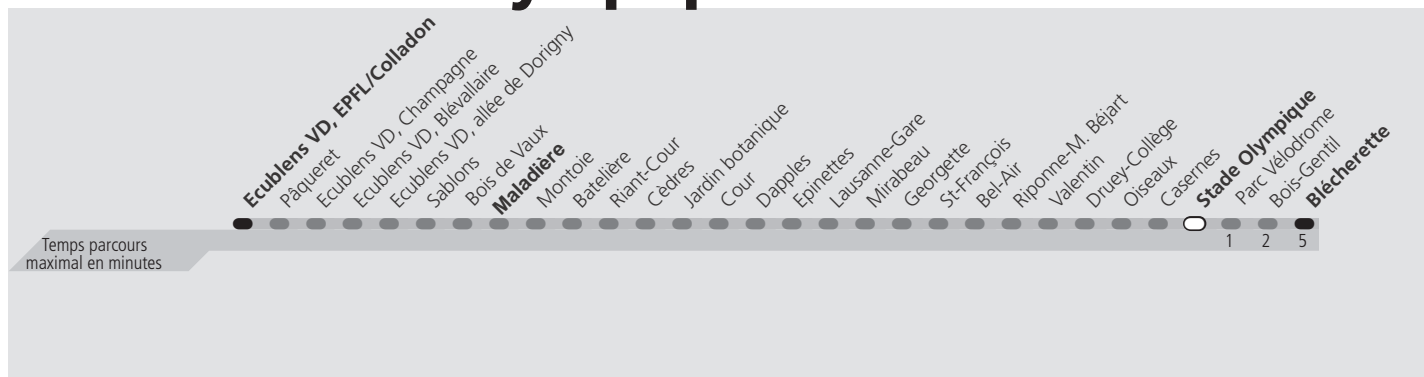 Ecublens VD, EPFL/Colladon
Pâqueret
Ecublens VD, Champagne
Ecublens VD, Blévallaire
Ecublens VD, allée de Dorigny
Sablons
Bois de Vaux
Maladière
Montoie
Batelière
Riant-Cour
Cèdres
Jardin botanique
Cour
Dapples
Epinettes
Lausanne-Gare
Mirabeau
Georgette
St-François
Bel-Air
Riponne-M. Béjart
Valentin
Druey-Collège
Oiseaux
Casernes
Stade Olympique
Parc Vélodrome
Bois-Gentil
Blécherette
Temps parcours
maximal en minutes
1 2 5